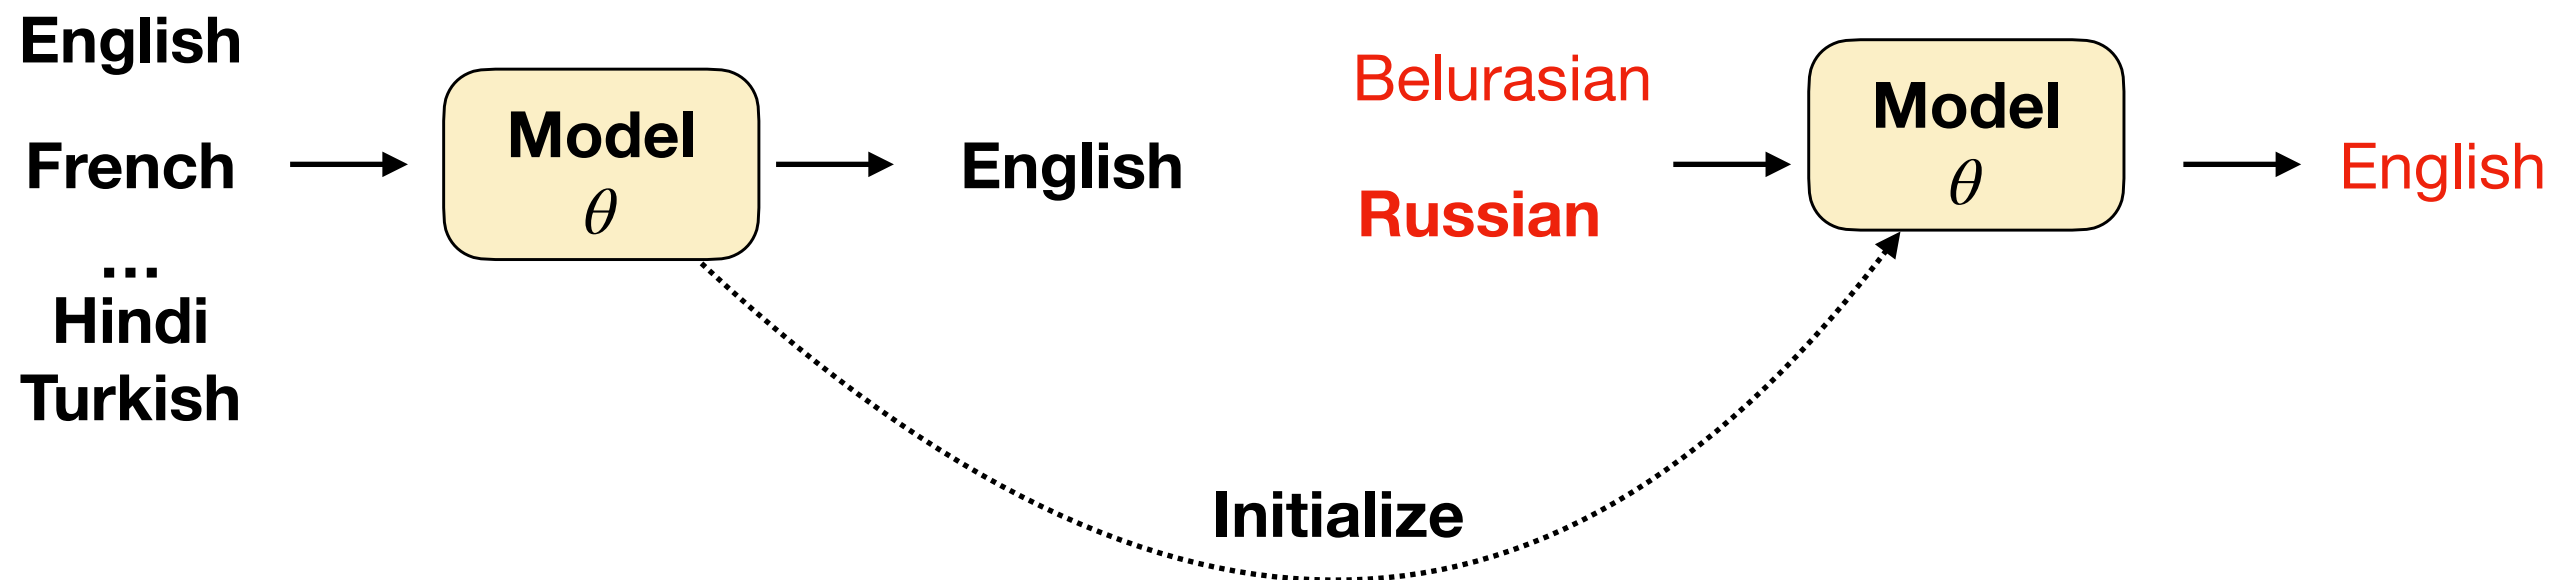 English
French
...
Hindi
Turkish
Model
θ
English
Belurasian
Russian
Model
θ
English
Initialize